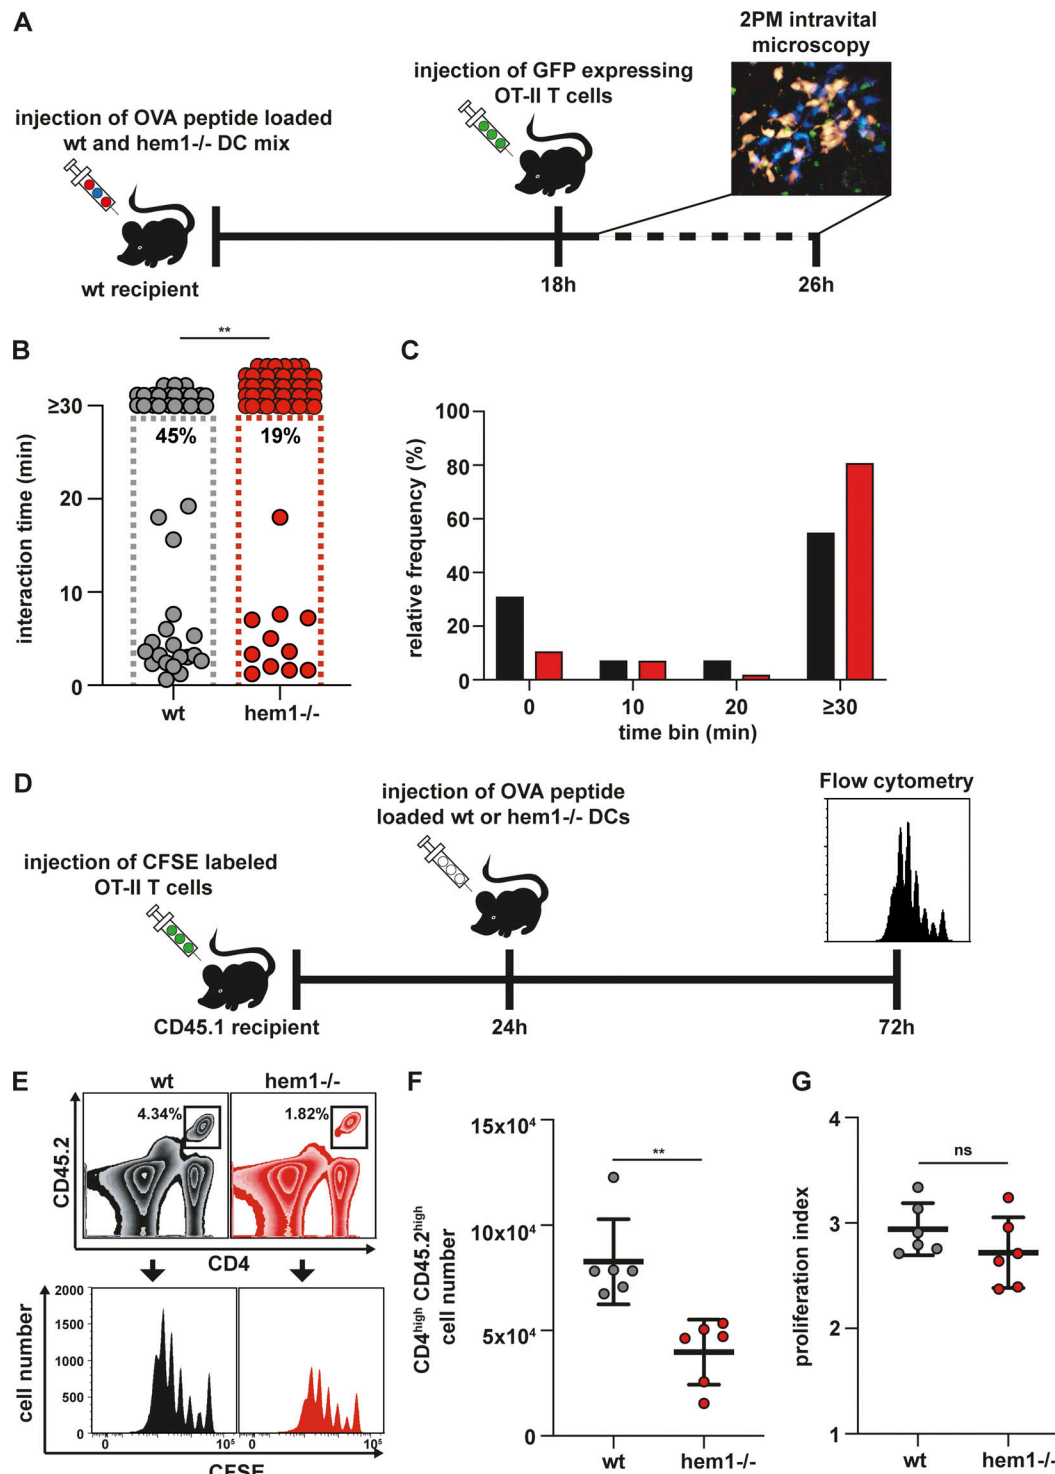 A
2PM intravital
microscopy
injection of GFP expressing
OT-II T cells
injection of OVA peptide loaded
wt and hem1-/- DC mix
wt recipient
18h
26h
B
**
≥30
45%
19%
20
10
0
interaction time (min)
wt
hem1-/-
C
100
80
60
40
20
0
relative frequency (%)
0
10
20
≥30
time bin (min)
D
Flow cytometry
injection of OVA peptide
loaded wt or hem1-/- DCs
injection of CFSE labeled
OT-II T cells
CD45.1 recipient
24h
72h
E
wt
hem1-/-
4.34%
1.82%
CD45.2
CD4
2000
1500
1000
500
0
cell number
0
10⁵
0
10⁵
CFSE
F
15x10⁴
10x10⁴
5x10⁴
0
CD4ʰⁱᵍʰ CD45.2ʰⁱᵍʰ
cell number
**
wt
hem1-/-
G
4
3
2
1
proliferation index
ns
wt
hem1-/-